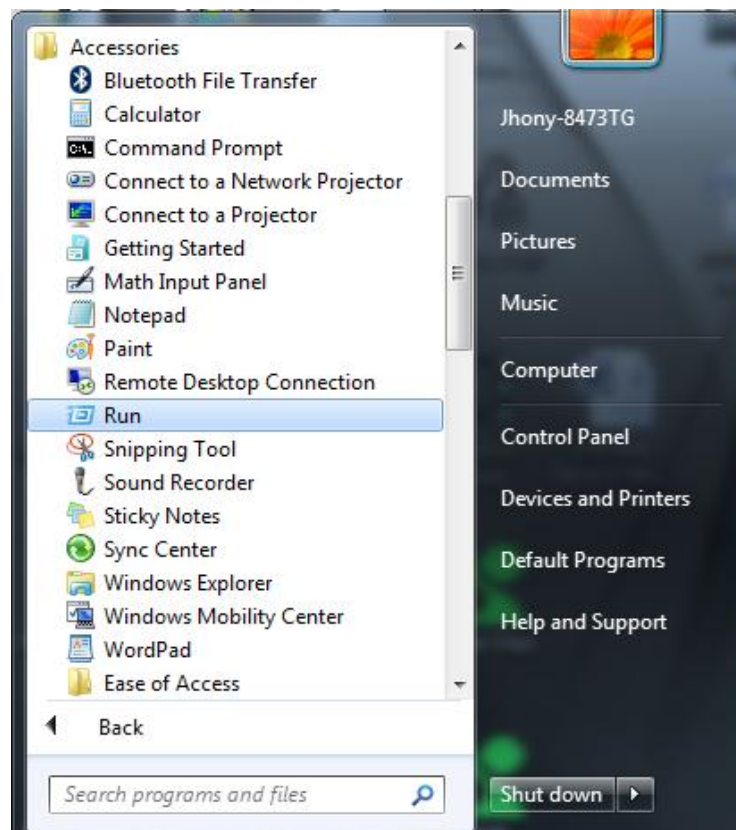 Accessories
Bluetooth File Transfer
Calculator
Command Prompt
Connect to a Network Projector
Connect to a Projector
Getting Started
Math Input Panel
Notepad
Paint
Remote Desktop Connection
Run
Snipping Tool
Sound Recorder
Sticky Notes
Sync Center
Windows Explorer
Windows Mobility Center
WordPad
Ease of Access
Back
Search programs and files
Jhony-8473TG
Documents
Pictures
Music
Computer
Control Panel
Devices and Printers
Default Programs
Help and Support
Shut down